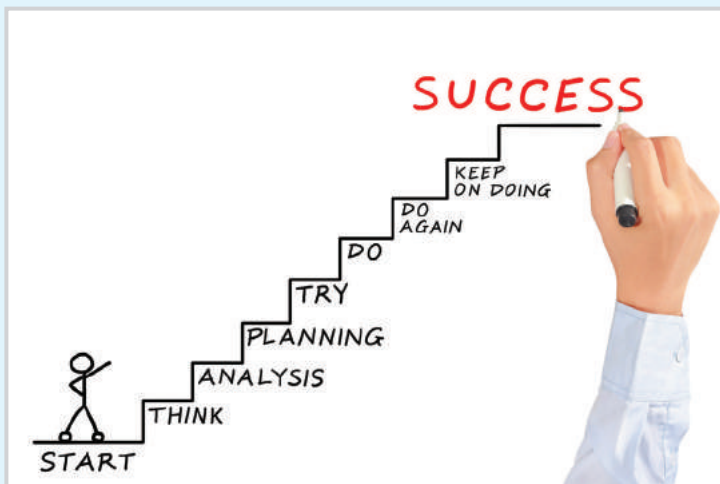 SUCCESS
KEEP
ON DOING
DO
AGAIN
DO
TRY
PLANNING
ANALYSIS
THINK
START